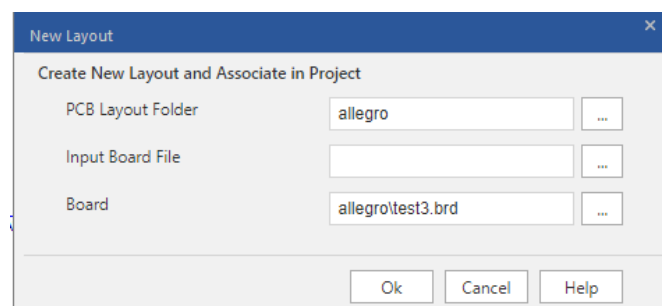 New Layout
×
Create New Layout and Associate in Project
PCB Layout Folder
allegro
...
Input Board File
...
Board
allegro\test3.brd
...
Ok
Cancel
Help